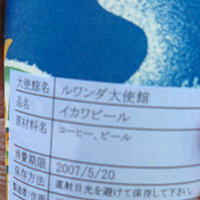 大使館名 ルワンダ大使館
品名 イカワビール
原材料名 コーヒー、ビール
消費期限 2007/5/20
保存方法 直射日光を避けて保存して下さい。